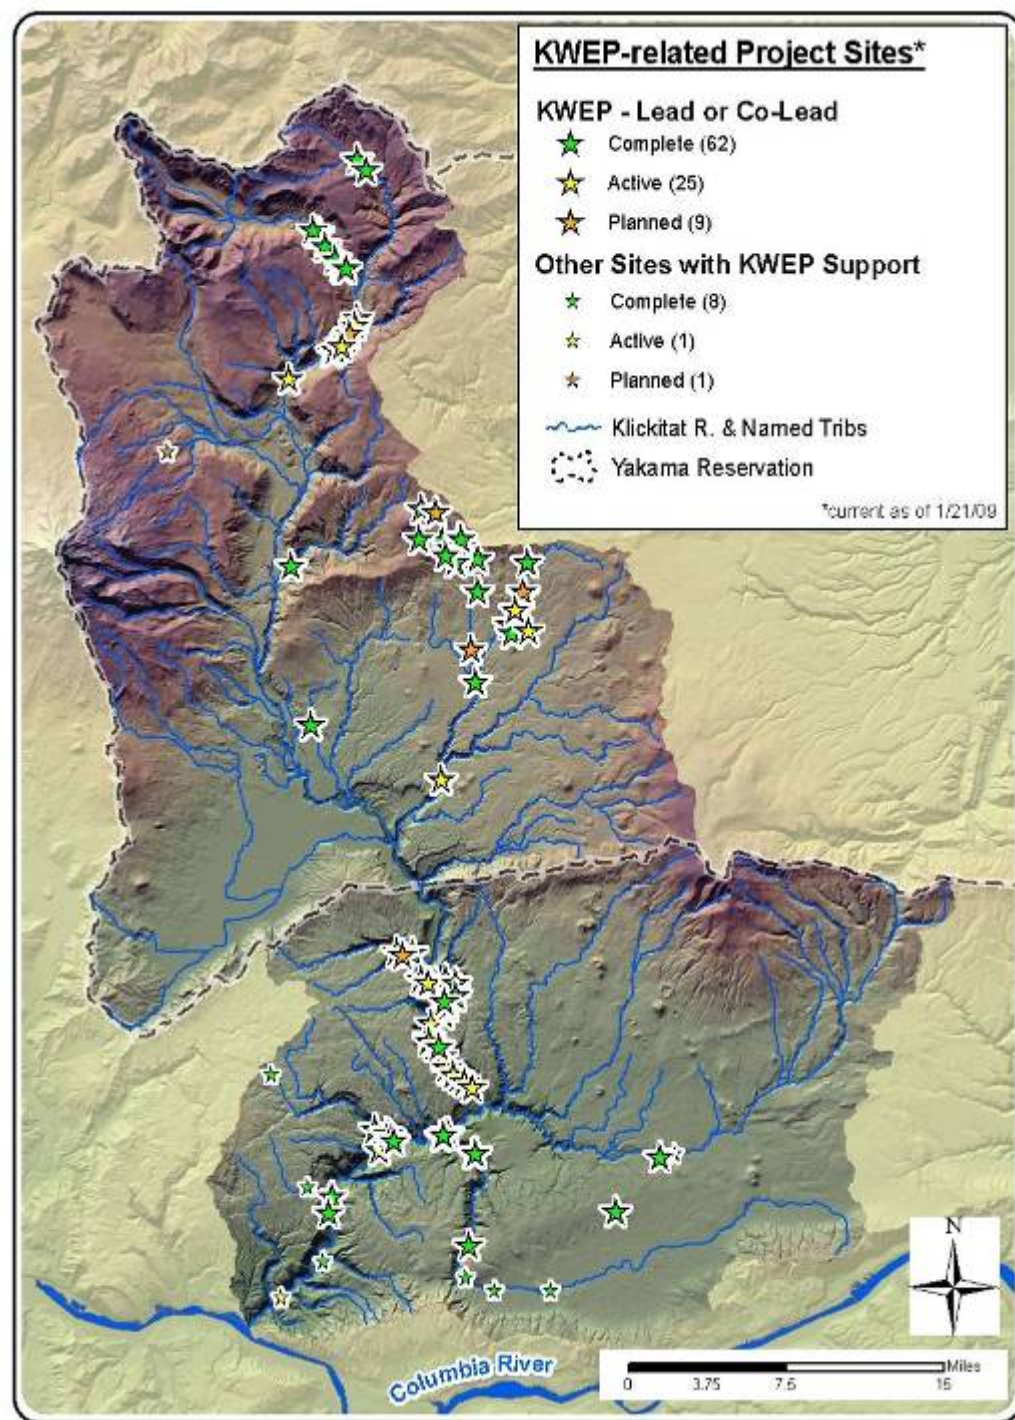 KWEP-related Project Sites*
KWEP - Lead or Co-Lead
Complete (62)
Active (25)
Planned (9)
Other Sites with KWEP Support
Complete (8)
Active (1)
Planned (1)
Klickitat R. & Named Tribs
Yakama Reservation
*current as of 1/21/09
N
Columbia River
Miles
0 3.75 7.5 15